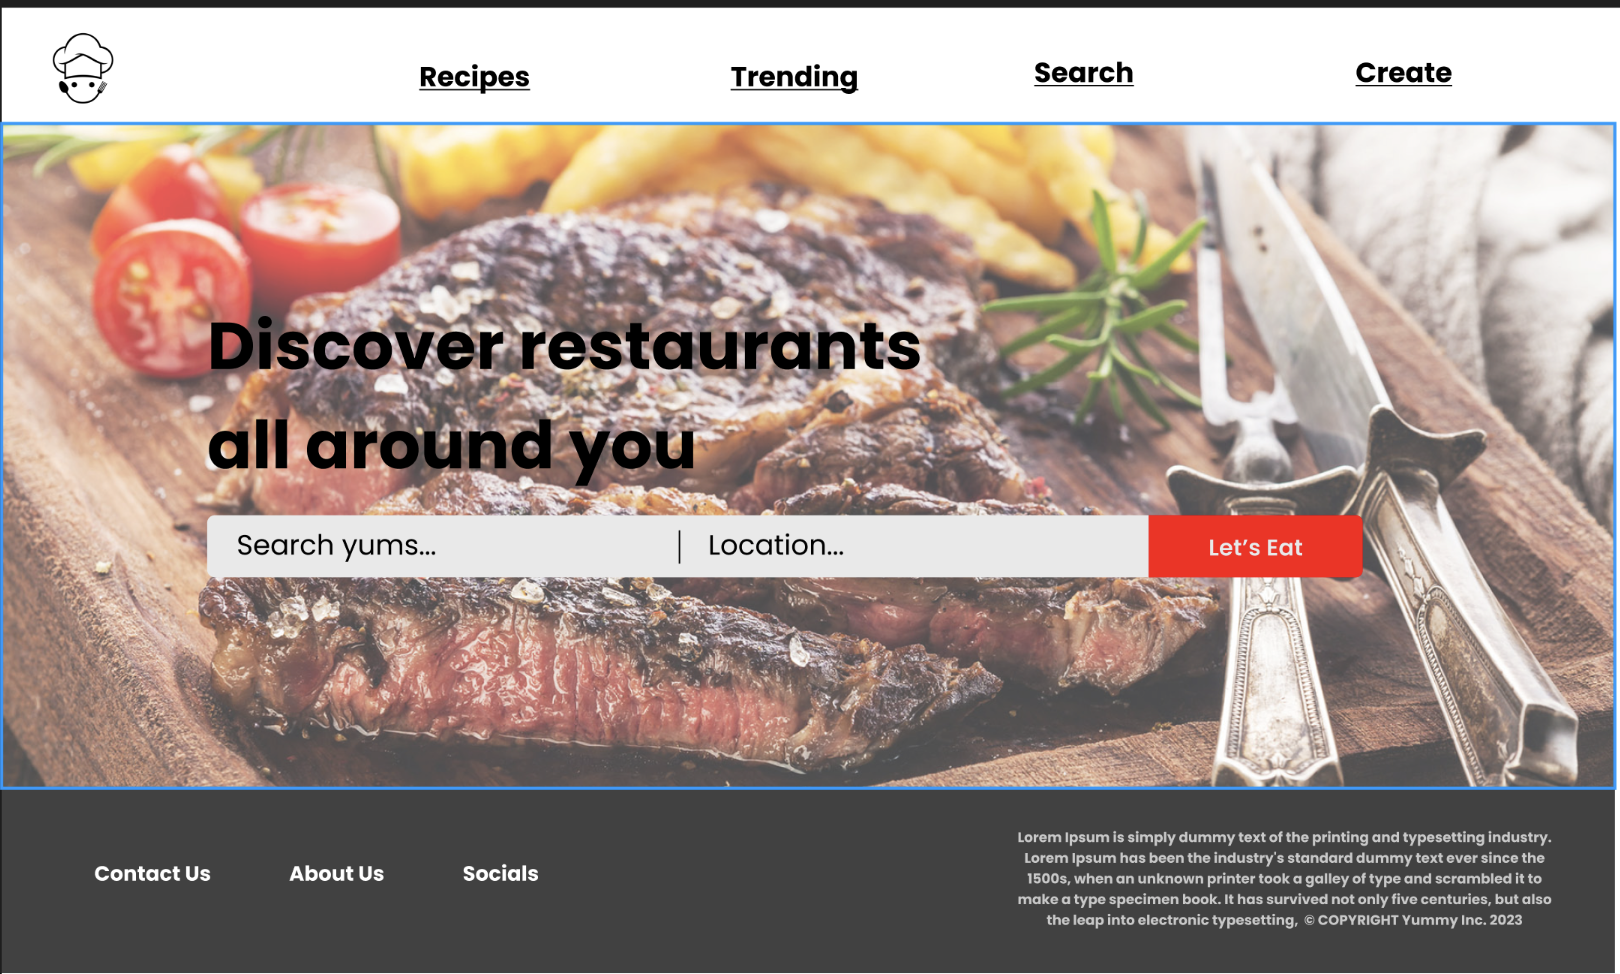 Recipes
Trending
Search
Create
Discover restaurants
all around you
Search yums...
Location...
Let’s Eat
Contact Us
About Us
Socials
Lorem Ipsum is simply dummy text of the printing and typesetting industry.
Lorem Ipsum has been the industry's standard dummy text ever since the
1500s, when an unknown printer took a galley of type and scrambled it to
make a type specimen book. It has survived not only five centuries, but also
the leap into electronic typesetting, © COPYRIGHT Yummy Inc. 2023